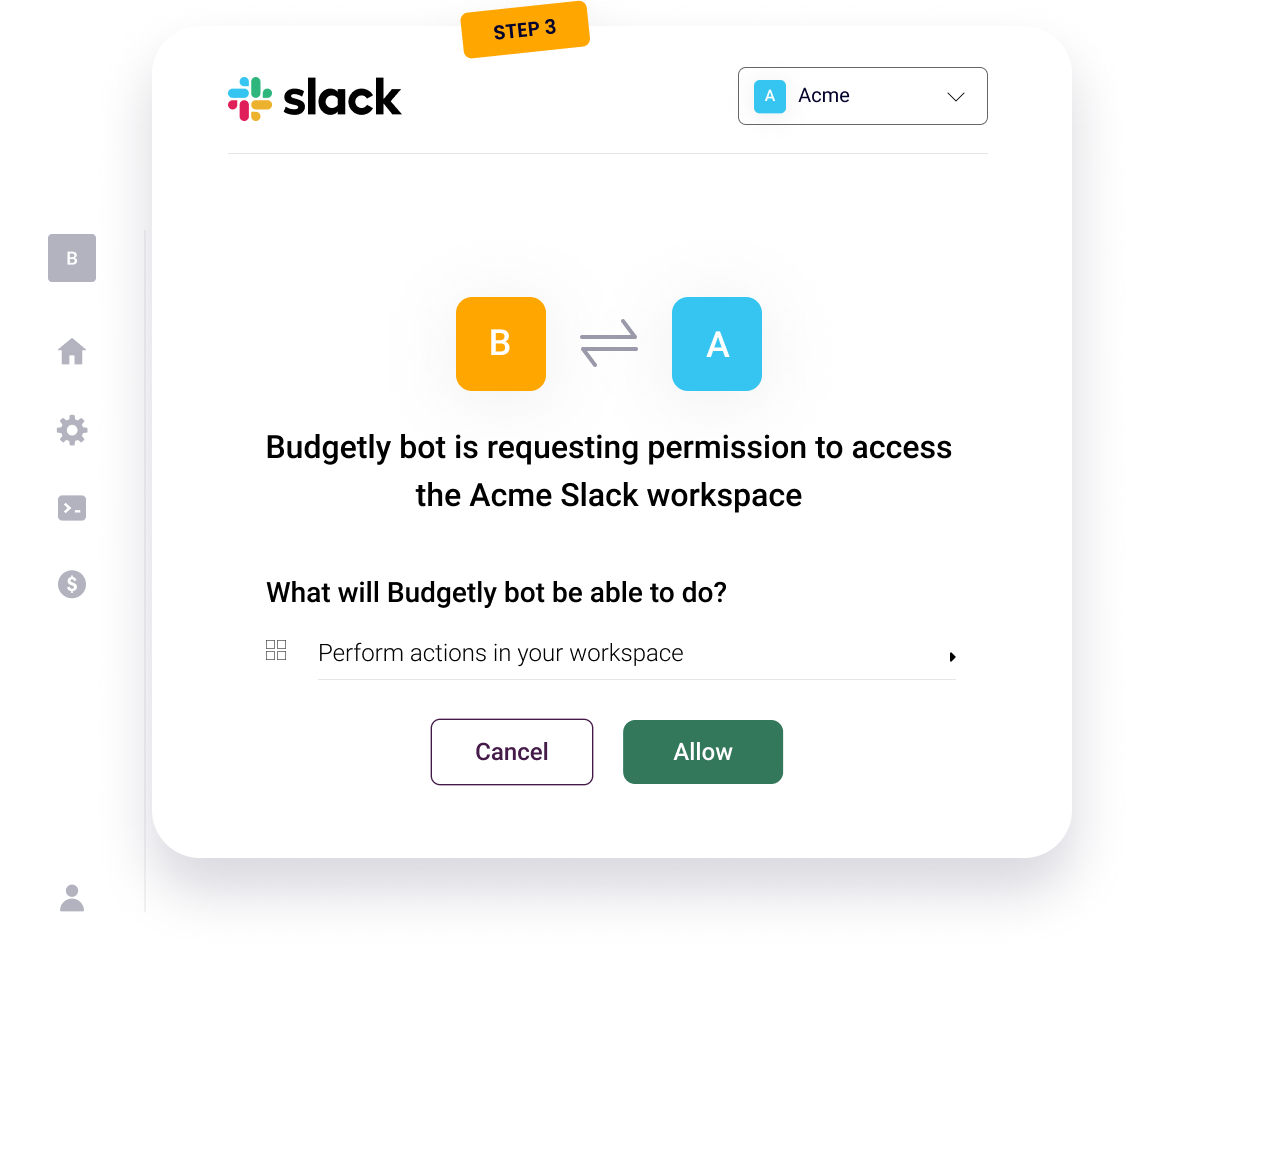 STEP 3
slack
A Acme
B
B
A
Budgetly bot is requesting permission to access
the Acme Slack workspace
What will Budgetly bot be able to do?
Perform actions in your workspace
$
Cancel
Allow